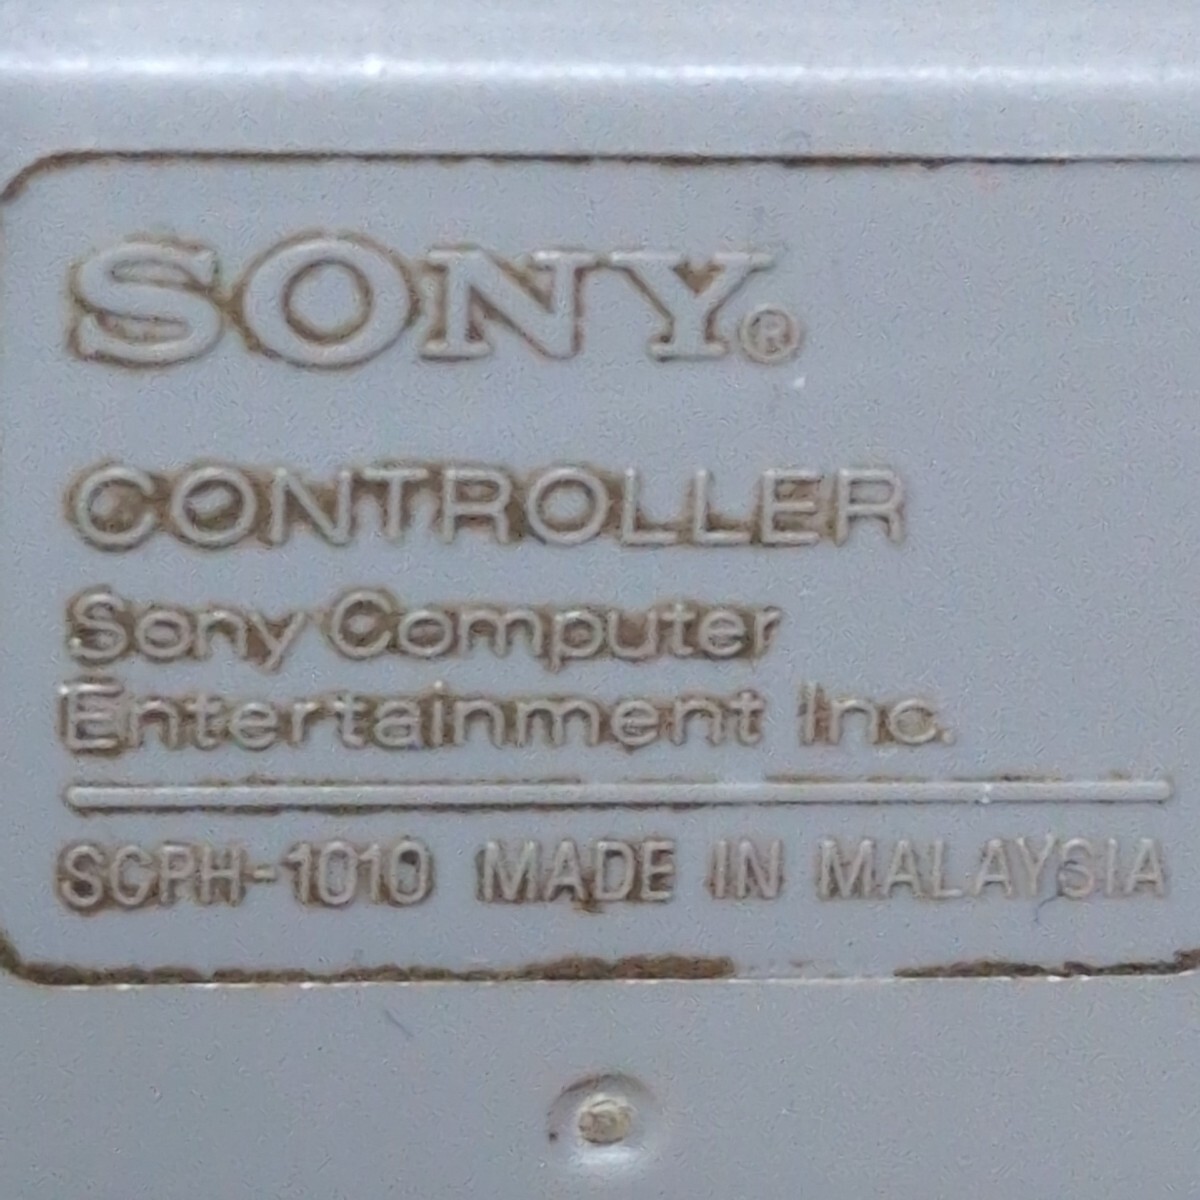 SONY®
CONTROLLER
Sony Computer
Entertainment Inc.
SCPH-1010 MADE IN MALAYSIA